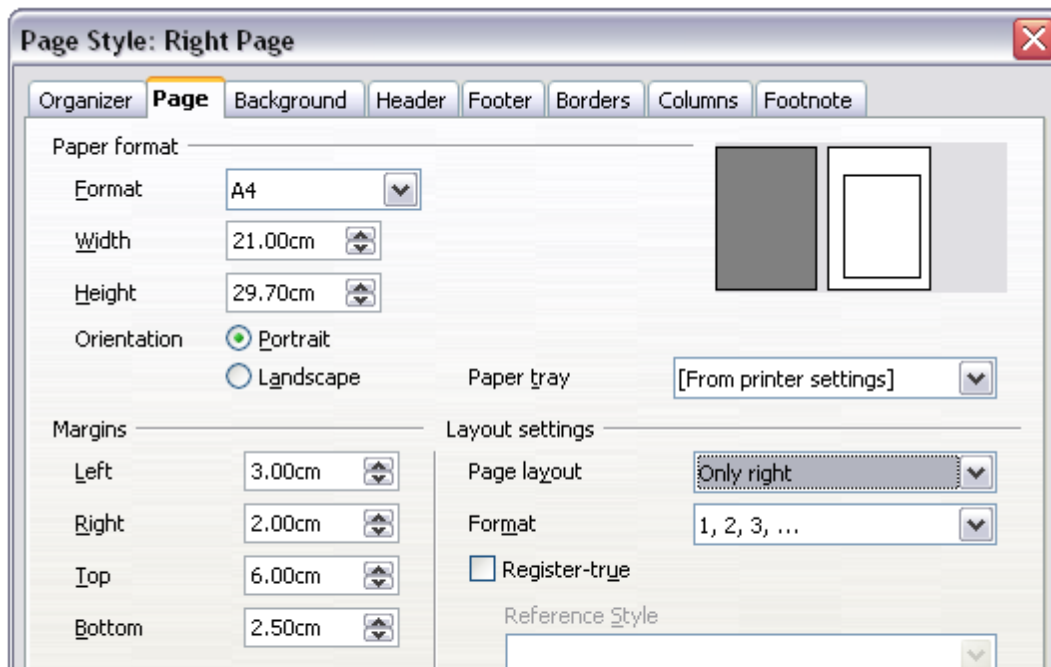 Page Style: Right Page
Organizer Page Background Header Footer Borders Columns Footnote
Paper format
Format A4
Width 21.00cm
Height 29.70cm
Orientation Portrait
Landscape Paper tray [From printer settings]
Margins Layout settings
Left 3.00cm Page layout Only right
Right 2.00cm Format 1, 2, 3, ...
Top 6.00cm Register-true
Reference Style
Bottom 2.50cm